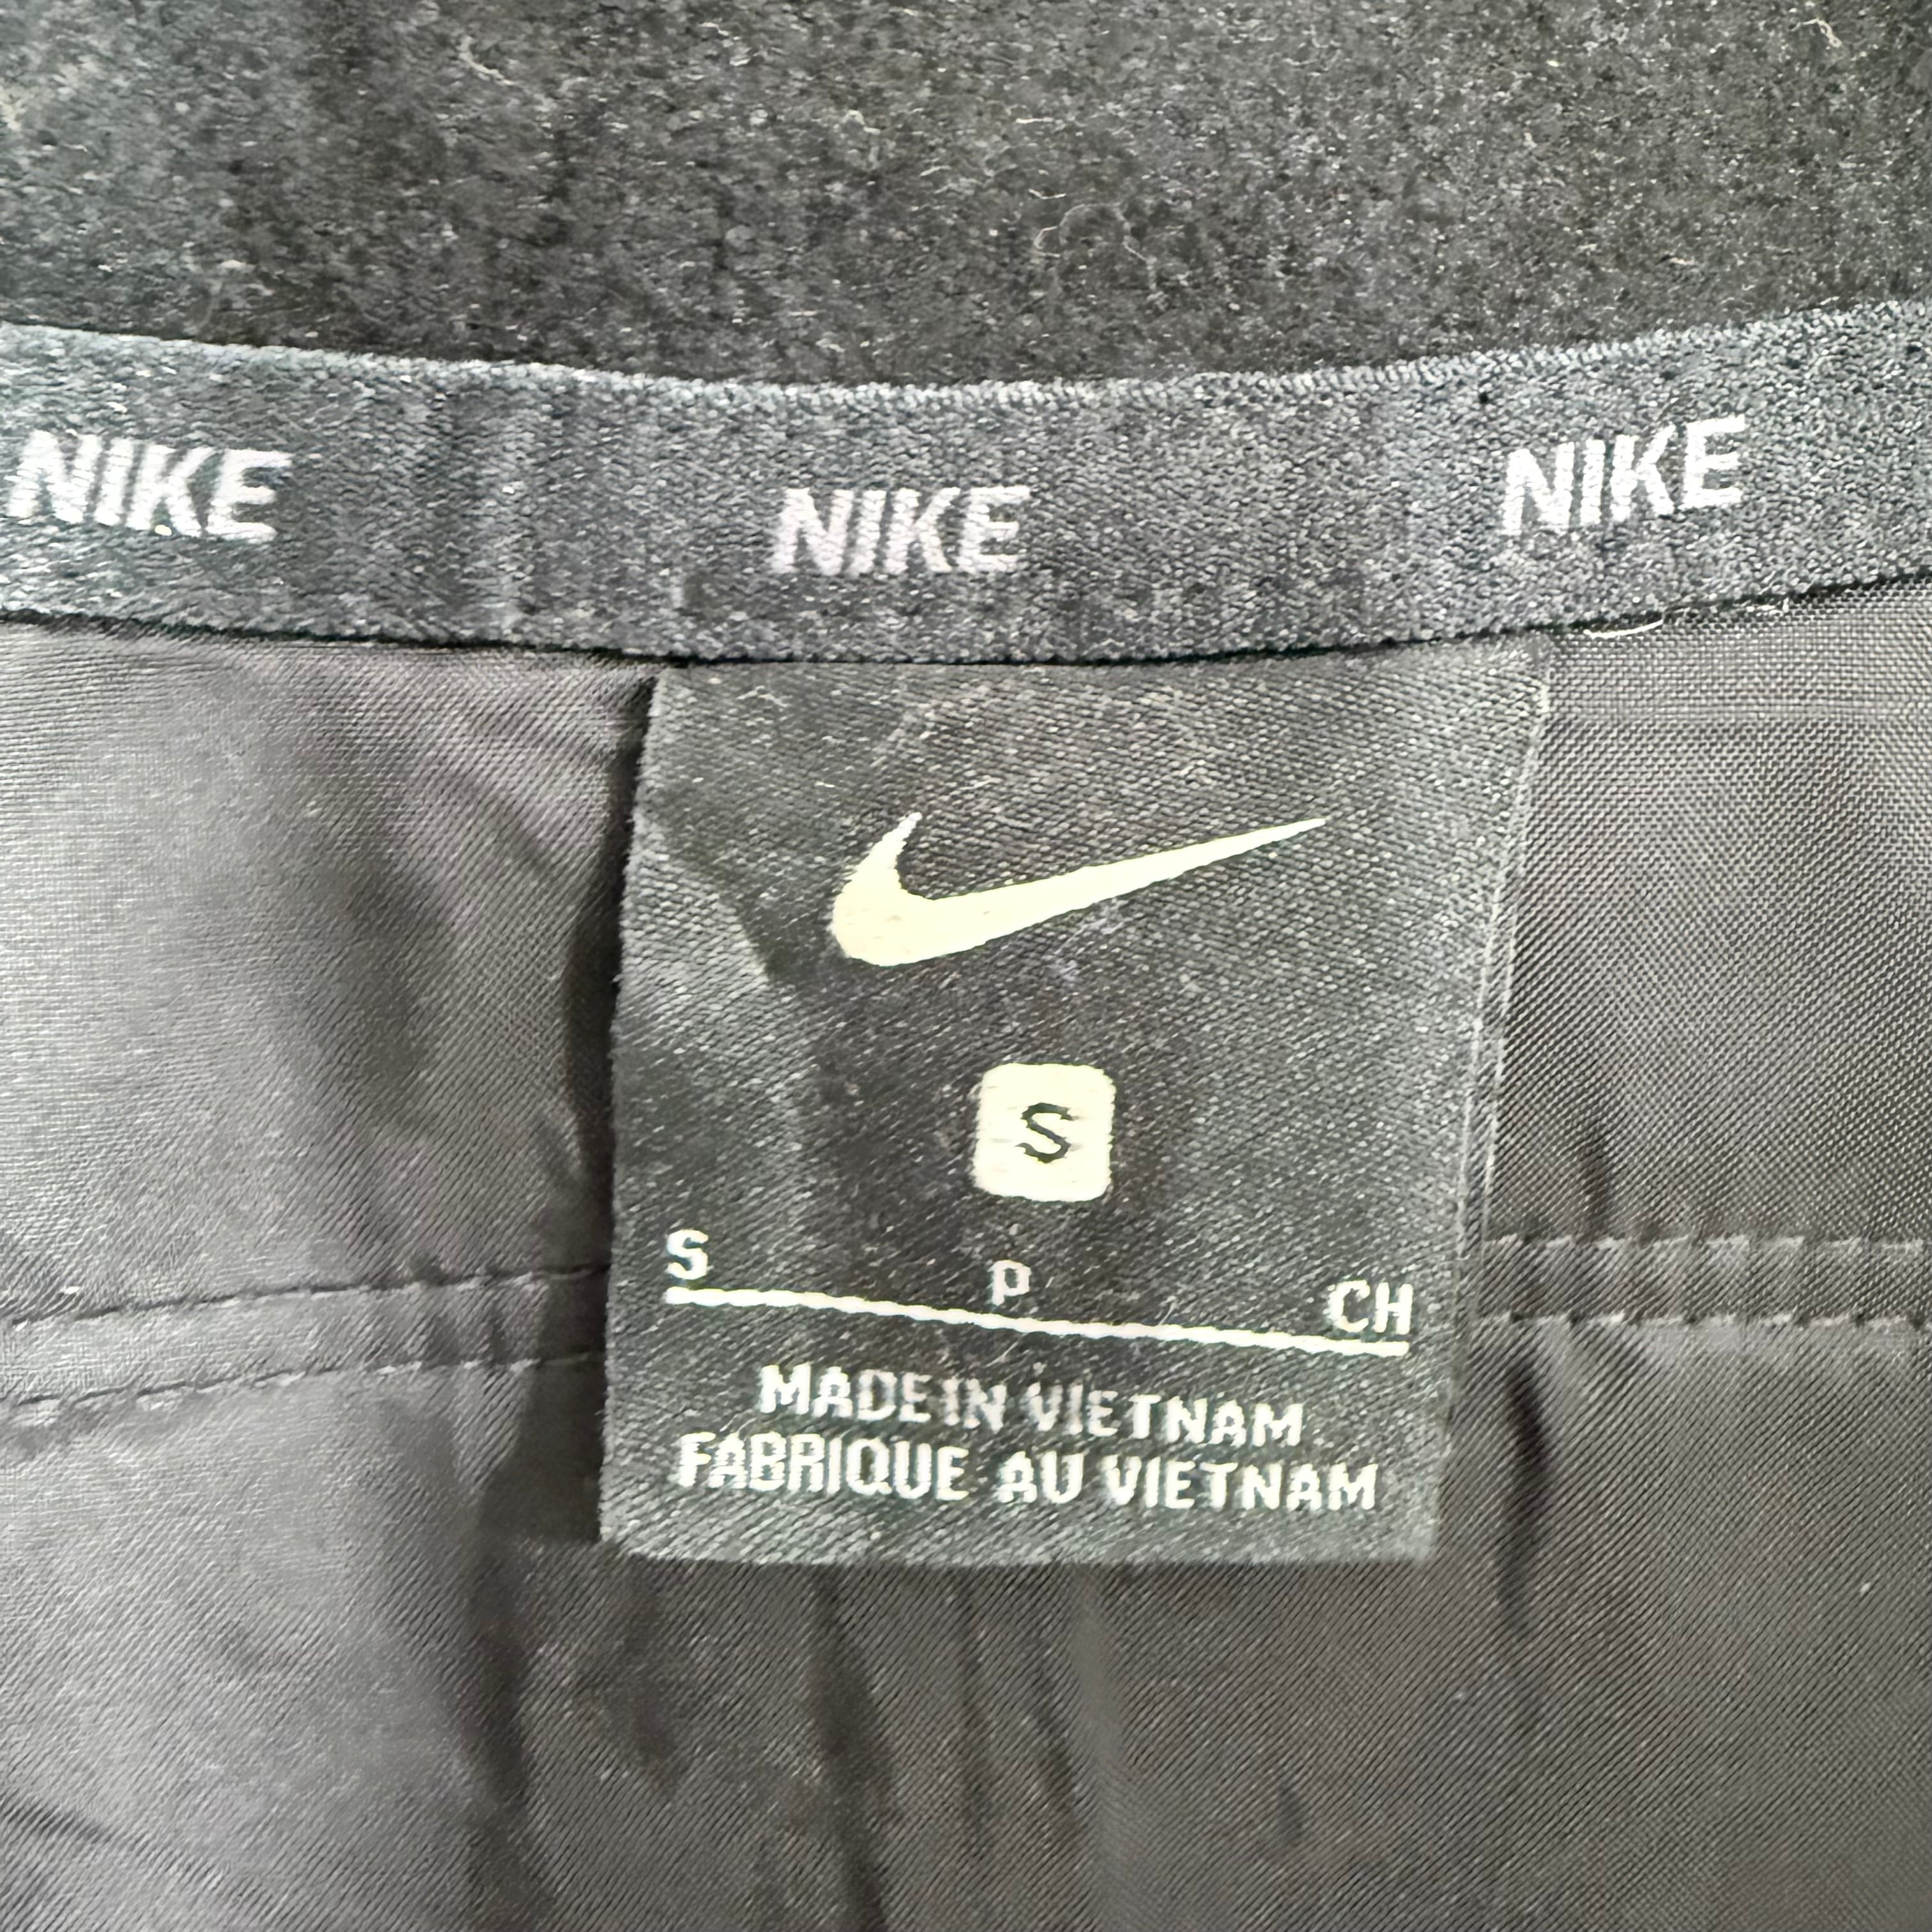 NIKE NIKE NIKE
S
S P CH
MADE IN VIETNAM
FABRIQUE AU VIETNAM